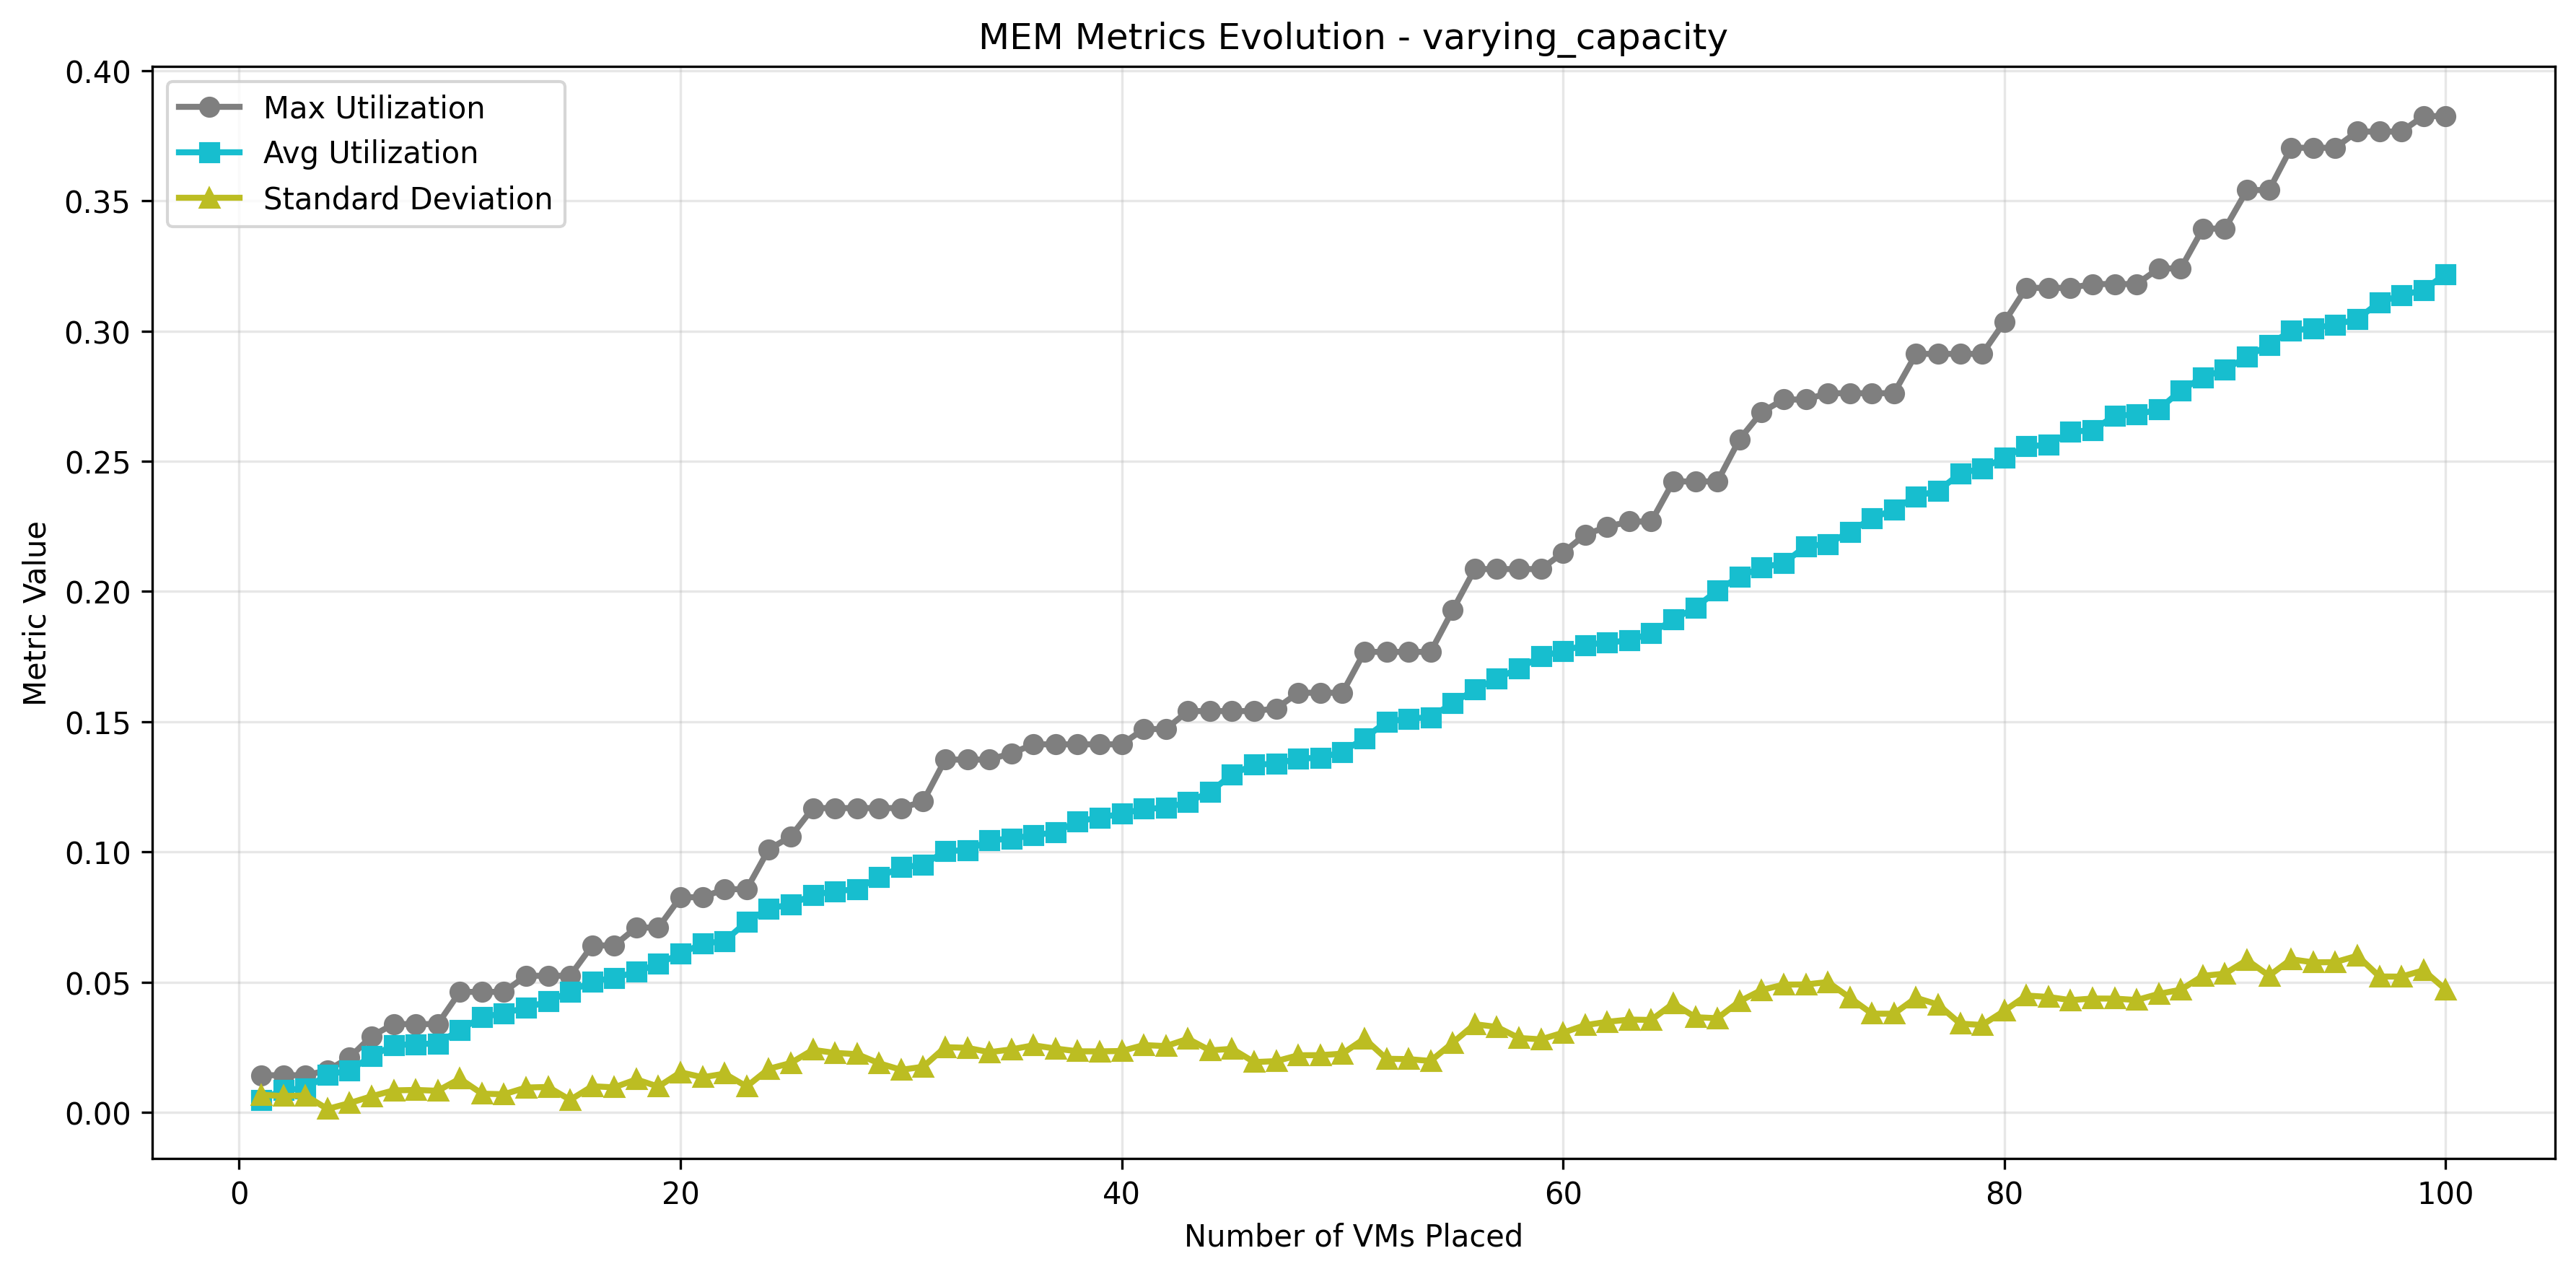 MEM Metrics Evolution - varying_capacity
Max Utilization
Avg Utilization
Standard Deviation
Metric Value
0.40
0.35
0.30
0.25
0.20
0.15
0.10
0.05
0.00
0 20 40 60 80 100
Number of VMs Placed